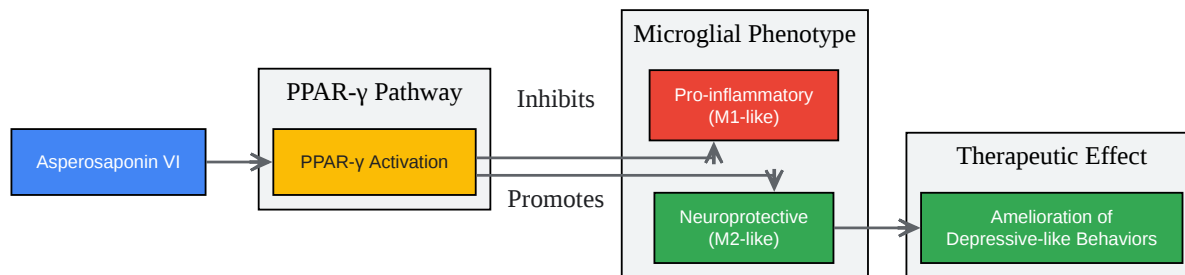 Microglial Phenotype
PPAR-γ Pathway
Inhibits
Pro-inflammatory
(M1-like)
Asperosaponin VI
PPAR-γ Activation
Promotes
Neuroprotective
(M2-like)
Therapeutic Effect
Amelioration of
Depressive-like Behaviors